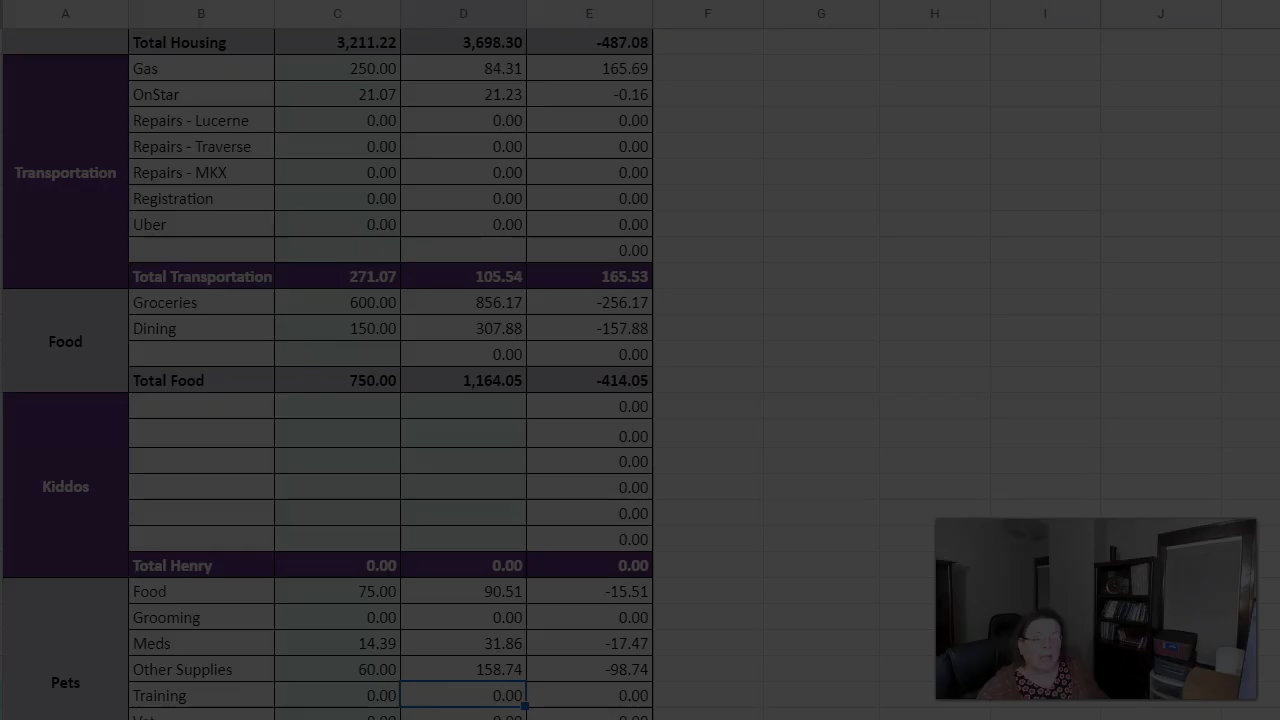 A B C D E F G H I J
Total Housing 3,211.22 3,698.30 -487.08
Gas 250.00 84.31 165.69
OnStar 21.07 21.23 -0.16
Repairs - Lucerne 0.00 0.00 0.00
Repairs - Traverse 0.00 0.00 0.00
Transportation Repairs - MKX 0.00 0.00 0.00
Registration 0.00 0.00 0.00
Uber 0.00 0.00 0.00
0.00
Total Transportation 271.07 105.54 165.53
Groceries 600.00 856.17 -256.17
Food Dining 150.00 307.88 -157.88
0.00 0.00
Total Food 750.00 1,164.05 -414.05
0.00
0.00
0.00
Kiddos 0.00
0.00
0.00
Total Henry 0.00 0.00 0.00
Food 75.00 90.51 -15.51
Grooming 0.00 0.00 0.00
Meds 14.39 31.86 -17.47
Other Supplies 60.00 158.74 -98.74
Pets Training 0.00 0.00 0.00
Vet 0.00 0.00 0.00